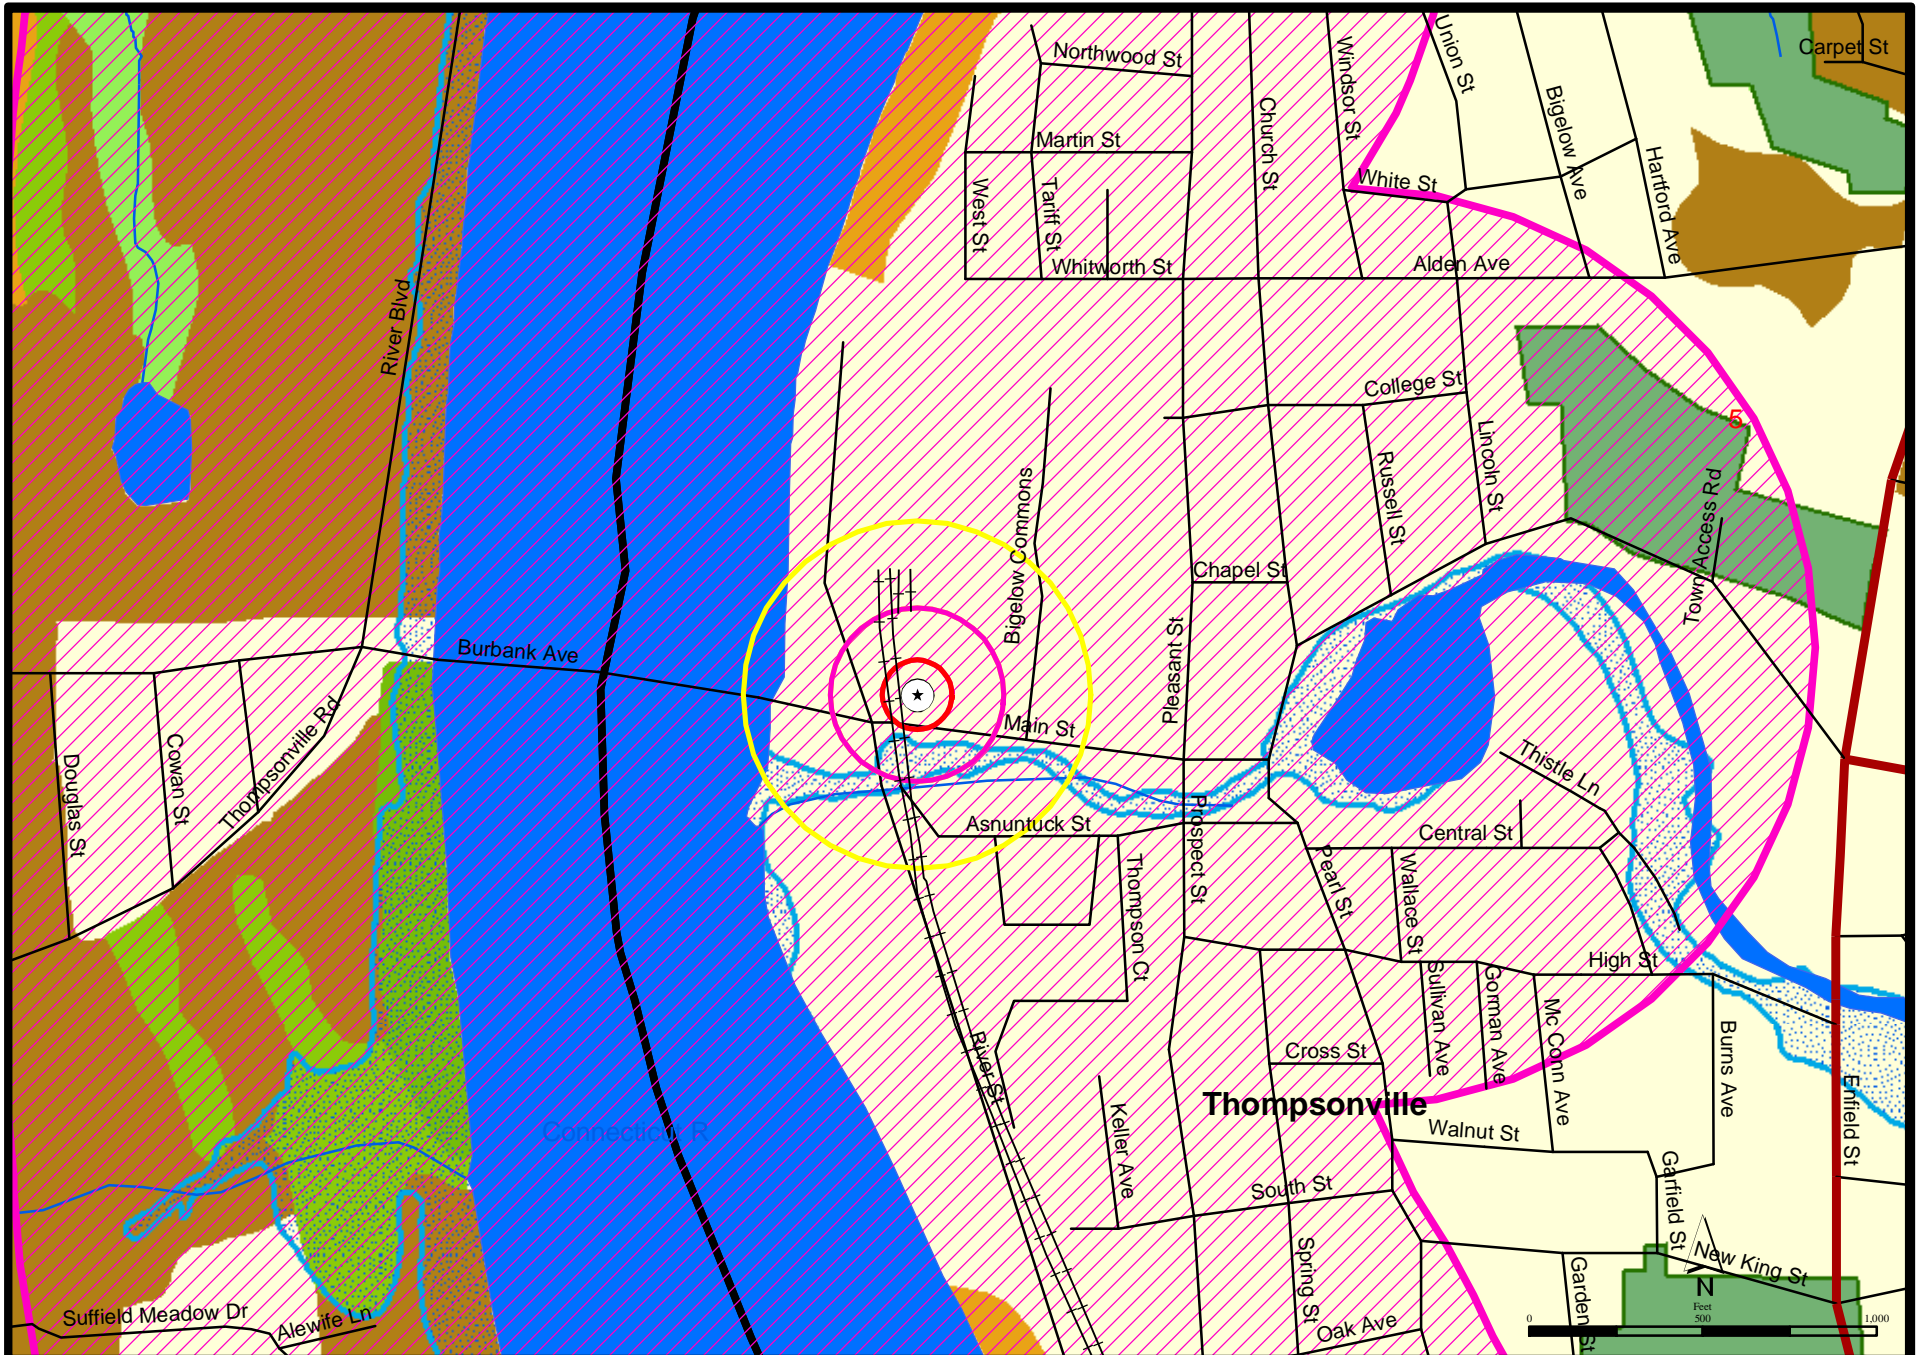 Carpet St
Northwood St
Union St
Windsor St
Bigelow Ave
Church St
Martin St
Hartford Ave
White St
West St
Tariff St
Whitworth St
Alden Ave
River Blvd
College St
5
Lincoln St
Russell St
Bigelow Commons
Town Access Rd
Chapel St
Pleasant St
Burbank Ave
Main St
Thompsonville Rd
Cowan St
Douglas St
Thistle Ln
Prospect St
Asnuntuck St
Central St
Pearl St
Wallace St
Thompson Ct
High St
Sullivan Ave
Gorman Ave
Mc Conn Ave
Burns Ave
River St
Cross St
Enfield St
Thompsonville
Keller Ave
Connecticut R
Walnut St
Garfield St
South St
New King St
Spring St
Garden St
N
Feet
0 500 1,000
Suffield Meadow Dr
Alewife Ln
Oak Ave